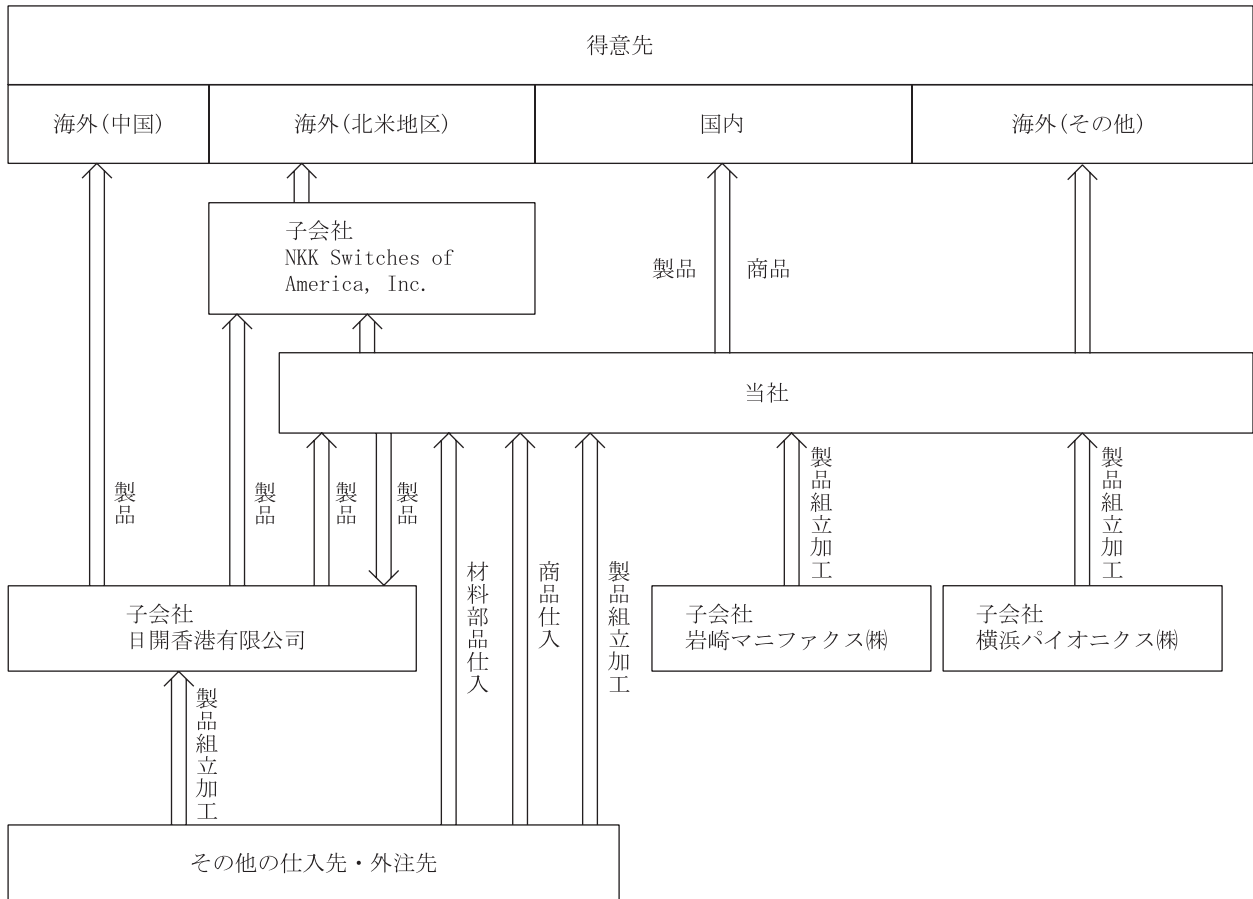 得意先
海外(中国)
海外(北米地区)
国内
海外(その他)
子会社
NKK Switches of
America, Inc.
製品
商品
当社
製品
製品
製品
製品
製品組立加工
製品組立加工
材料部品仕入
商品仕入
製品組立加工
子会社
日開香港有限公司
子会社
岩崎マニファクス㈱
子会社
横浜パイオニクス㈱
製品組立加工
その他の仕入先・外注先